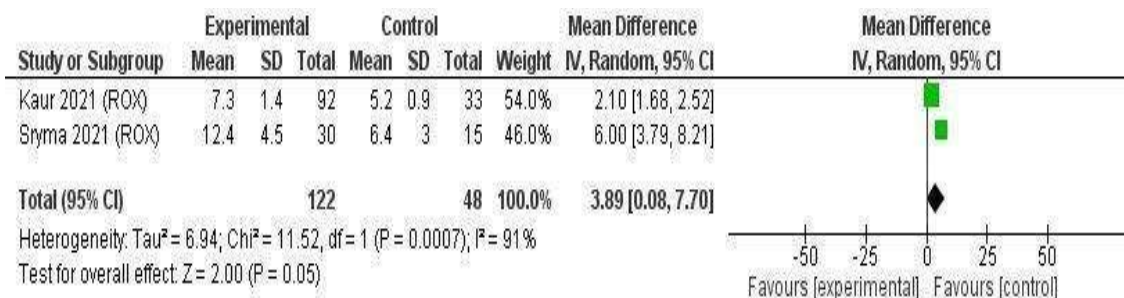 Experimental Control Mean Difference Mean Difference
Study or Subgroup Mean SD Total Mean SD Total Weight IV, Random, 95% CI IV, Random, 95% CI
Kaur 2021 (ROX) 7.3 1.4 92 5.2 0.9 33 54.0% 2.10 [1.68, 2.52]
Sryma 2021 (ROX) 12.4 4.5 30 6.4 3 15 46.0% 6.00 [3.79, 8.21]
Total (95% CI) 122 48 100.0% 3.89 [0.08, 7.70]
Heterogeneity: Tau² = 6.94; Chi² = 11.52, df = 1 (P = 0.0007); I² = 91%
Test for overall effect: Z = 2.00 (P = 0.05)
-50 -25 0 25 50
Favours [experimental] Favours [control]